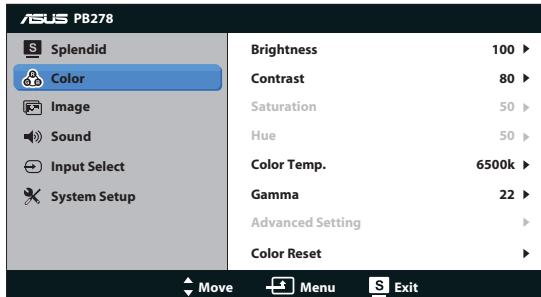 ASUS PB278
S Splendid
Color
Image
Sound
Input Select
System Setup
Brightness 100
Contrast 80
Saturation 50
Hue 50
Color Temp. 6500k
Gamma 22
Advanced Setting
Color Reset
Move Menu S Exit